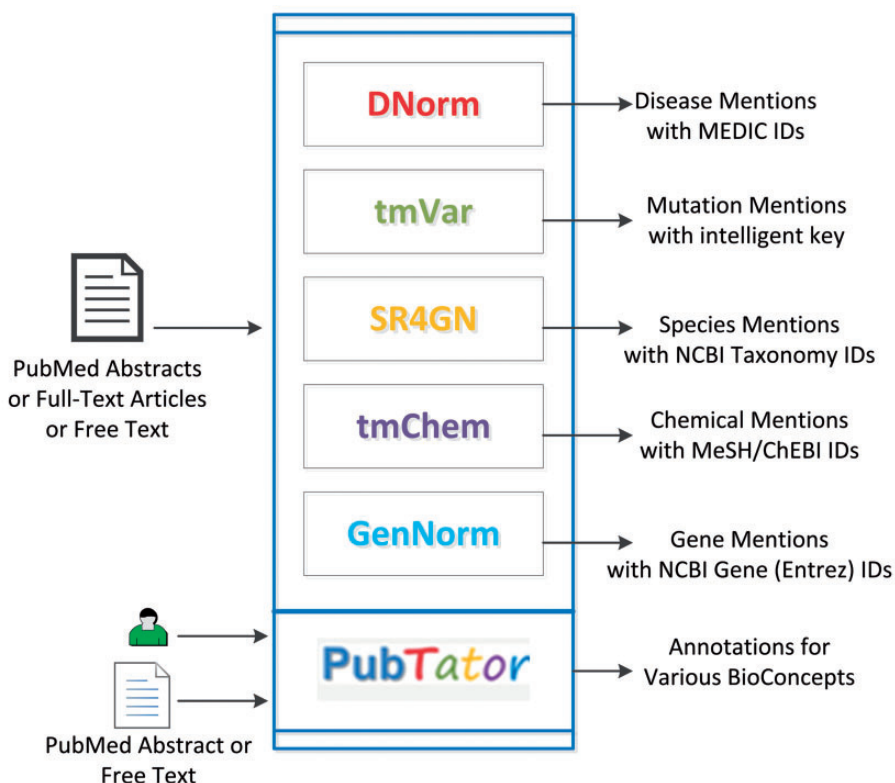 DNorm
Disease Mentions
with MEDIC IDs
tmVar
Mutation Mentions
with intelligent key
PubMed Abstracts
or Full-Text Articles
or Free Text
SR4GN
Species Mentions
with NCBI Taxonomy IDs
tmChem
Chemical Mentions
with MeSH/ChEBI IDs
GenNorm
Gene Mentions
with NCBI Gene (Entrez) IDs
PubTator
Annotations for
Various BioConcepts
PubMed Abstract or
Free Text